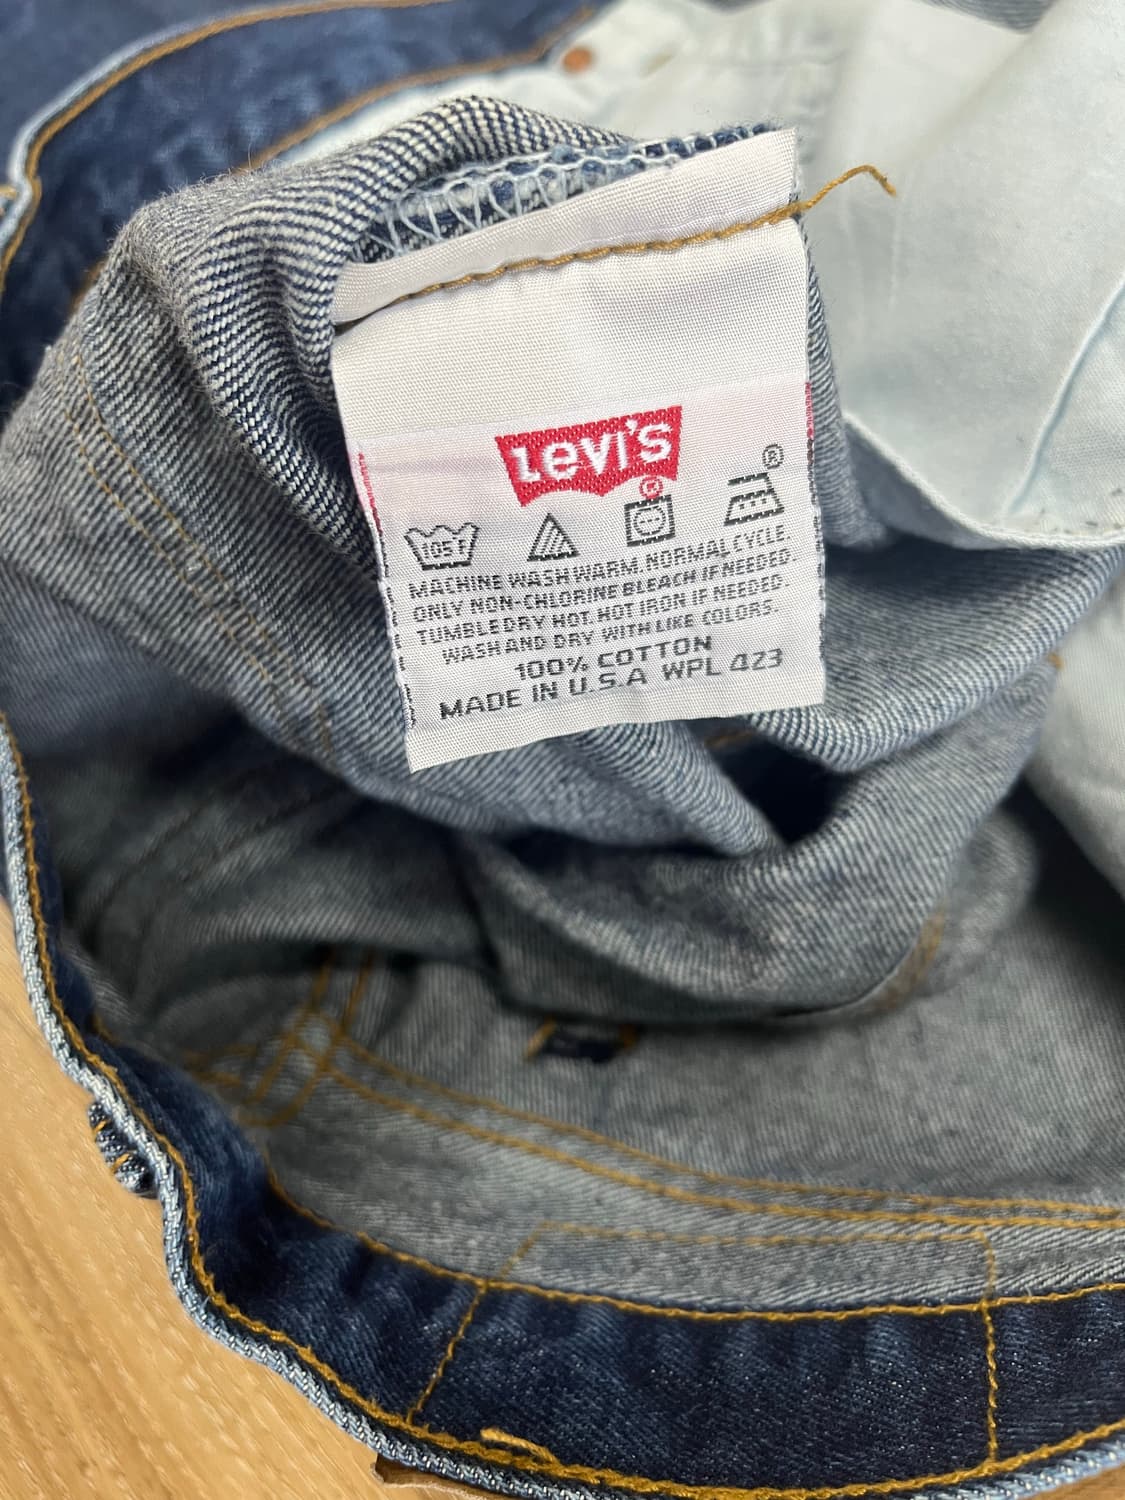 Levi's
®
®
105 F
MACHINE WASH WARM. NORMAL CYCLE.
ONLY NON-CHLORINE BLEACH IF NEEDED.
TUMBLE DRY HOT. HOT IRON IF NEEDED.
WASH AND DRY WITH LIKE COLORS.
100% COTTON
MADE IN U.S.A WPL 423